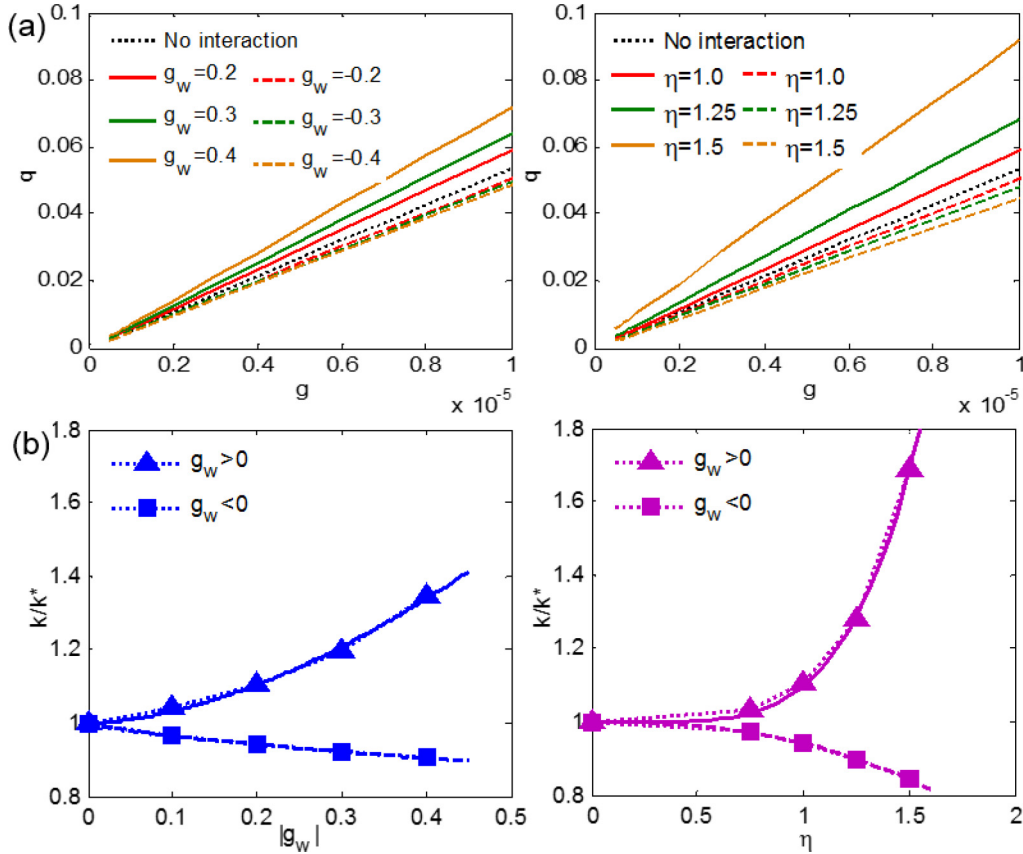 (a)
0.1
0.08
0.06
0.04
0.02
0
q
No interaction
g_w=0.2
g_w=-0.2
g_w=0.3
g_w=-0.3
g_w=0.4
g_w=-0.4
0 0.2 0.4 0.6 0.8 1
g
x 10^-5
0.1
0.08
0.06
0.04
0.02
0
q
No interaction
η=1.0
η=1.0
η=1.25
η=1.25
η=1.5
η=1.5
0 0.2 0.4 0.6 0.8 1
g
x 10^-5
(b)
1.8
1.6
1.4
1.2
1
0.8
k/k*
g_w>0
g_w<0
0 0.1 0.2 0.3 0.4 0.5
|g_w|
1.8
1.6
1.4
1.2
1
0.8
k/k*
g_w>0
g_w<0
0 0.5 1 1.5 2
η